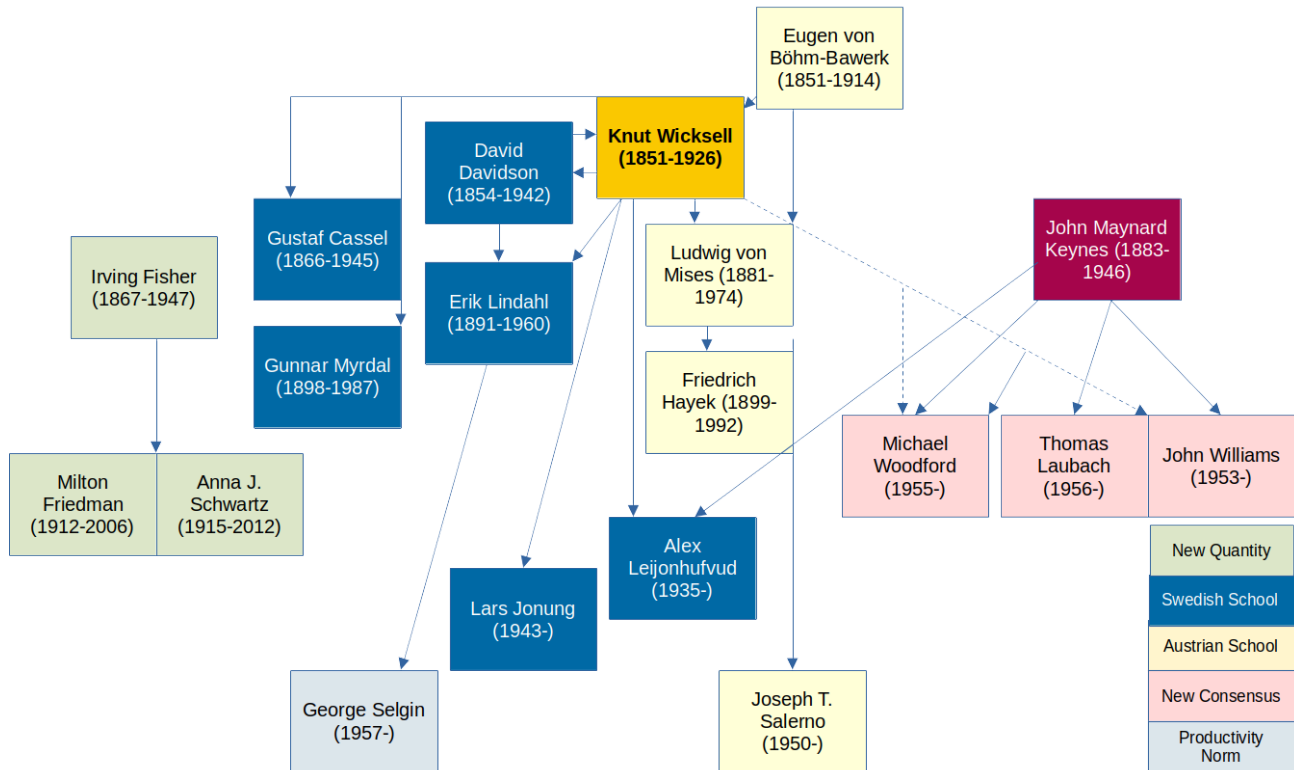 Eugen von
Böhm-Bawerk
(1851-1914)
Knut Wicksell
(1851-1926)
David
Davidson
(1854-1942)
Gustaf Cassel
(1866-1945)
John Maynard
Keynes (1883-
1946)
Ludwig von
Mises (1881-
1974)
Irving Fisher
(1867-1947)
Erik Lindahl
(1891-1960)
Gunnar Myrdal
(1898-1987)
Friedrich
Hayek (1899-
1992)
Michael
Woodford
(1955-)
Thomas
Laubach
(1956-)
John Williams
(1953-)
Milton
Friedman
(1912-2006)
Anna J.
Schwartz
(1915-2012)
Alex
Leijonhufvud
(1935-)
Lars Jonung
(1943-)
George Selgin
(1957-)
Joseph T.
Salerno
(1950-)
New Quantity
Swedish School
Austrian School
New Consensus
Productivity
Norm